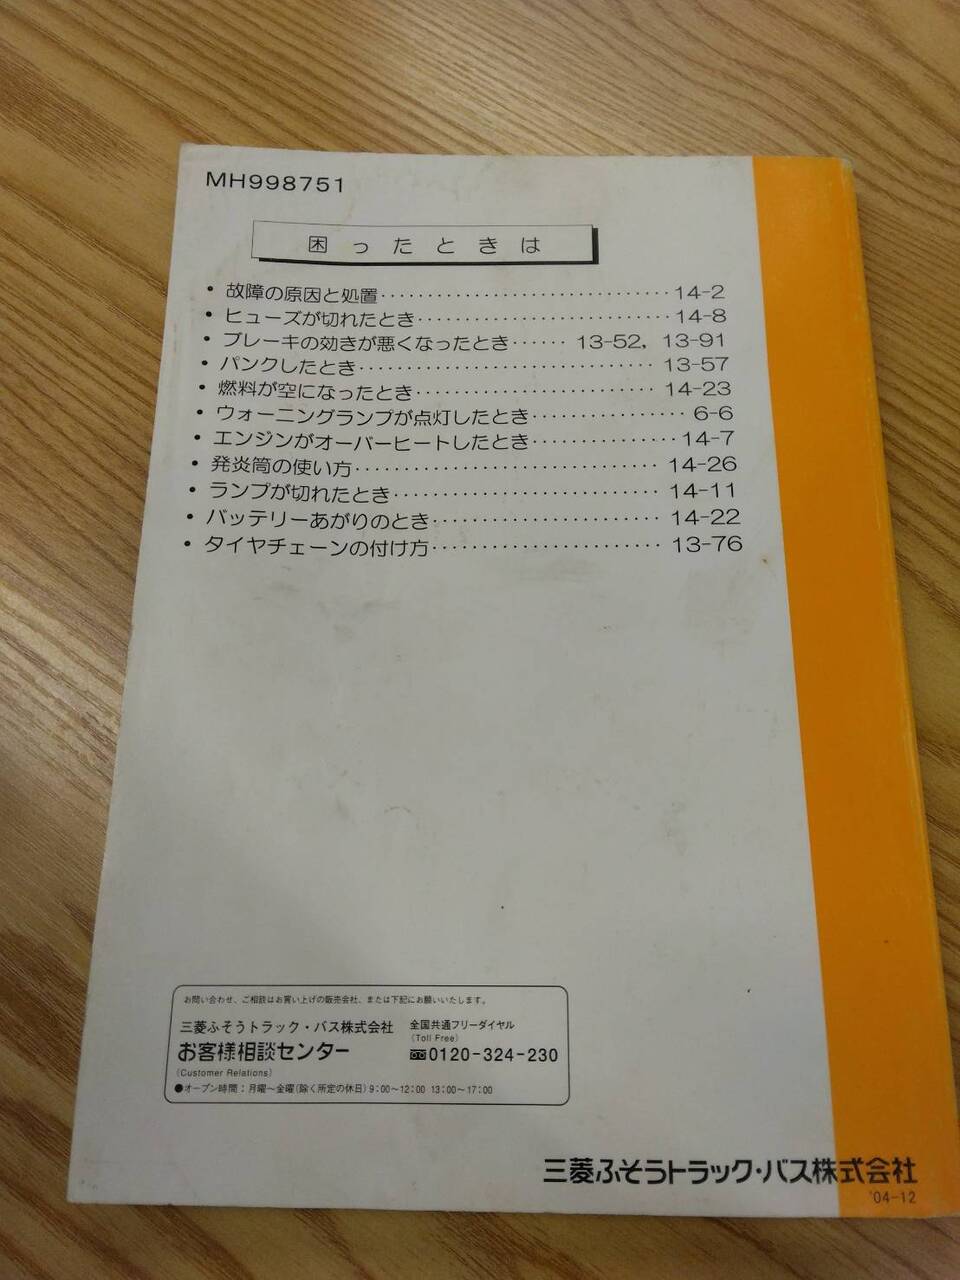 MH998751
困ったときは
• 故障の原因と処置······························14-2
• ヒューズが切れたとき··························14-8
• ブレーキの効きが悪くなったとき······ 13-52, 13-91
• パンクしたとき······························ 13-57
• 燃料が空になったとき························· 14-23
• ウォーニングランプが点灯したとき················ 6-6
• エンジンがオーバーヒートしたとき··············· 14-7
• 発炎筒の使い方······························· 14-26
• ランプが切れたとき··························· 14-11
• バッテリーあがりのとき······················· 14-22
• タイヤチェーンの付け方······················· 13-76
お問い合わせ、ご相談はお買い上げの販売会社、または下記にお願いいたします。
三菱ふそうトラック・バス株式会社 全国共通フリーダイヤル
(Toll Free)
お客様相談センター 0120-324-230
(Customer Relations)
●オープン時間：月曜〜金曜(除く所定の休日) 9:00〜12:00 13:00〜17:00
三菱ふそうトラック・バス株式会社
'04-12